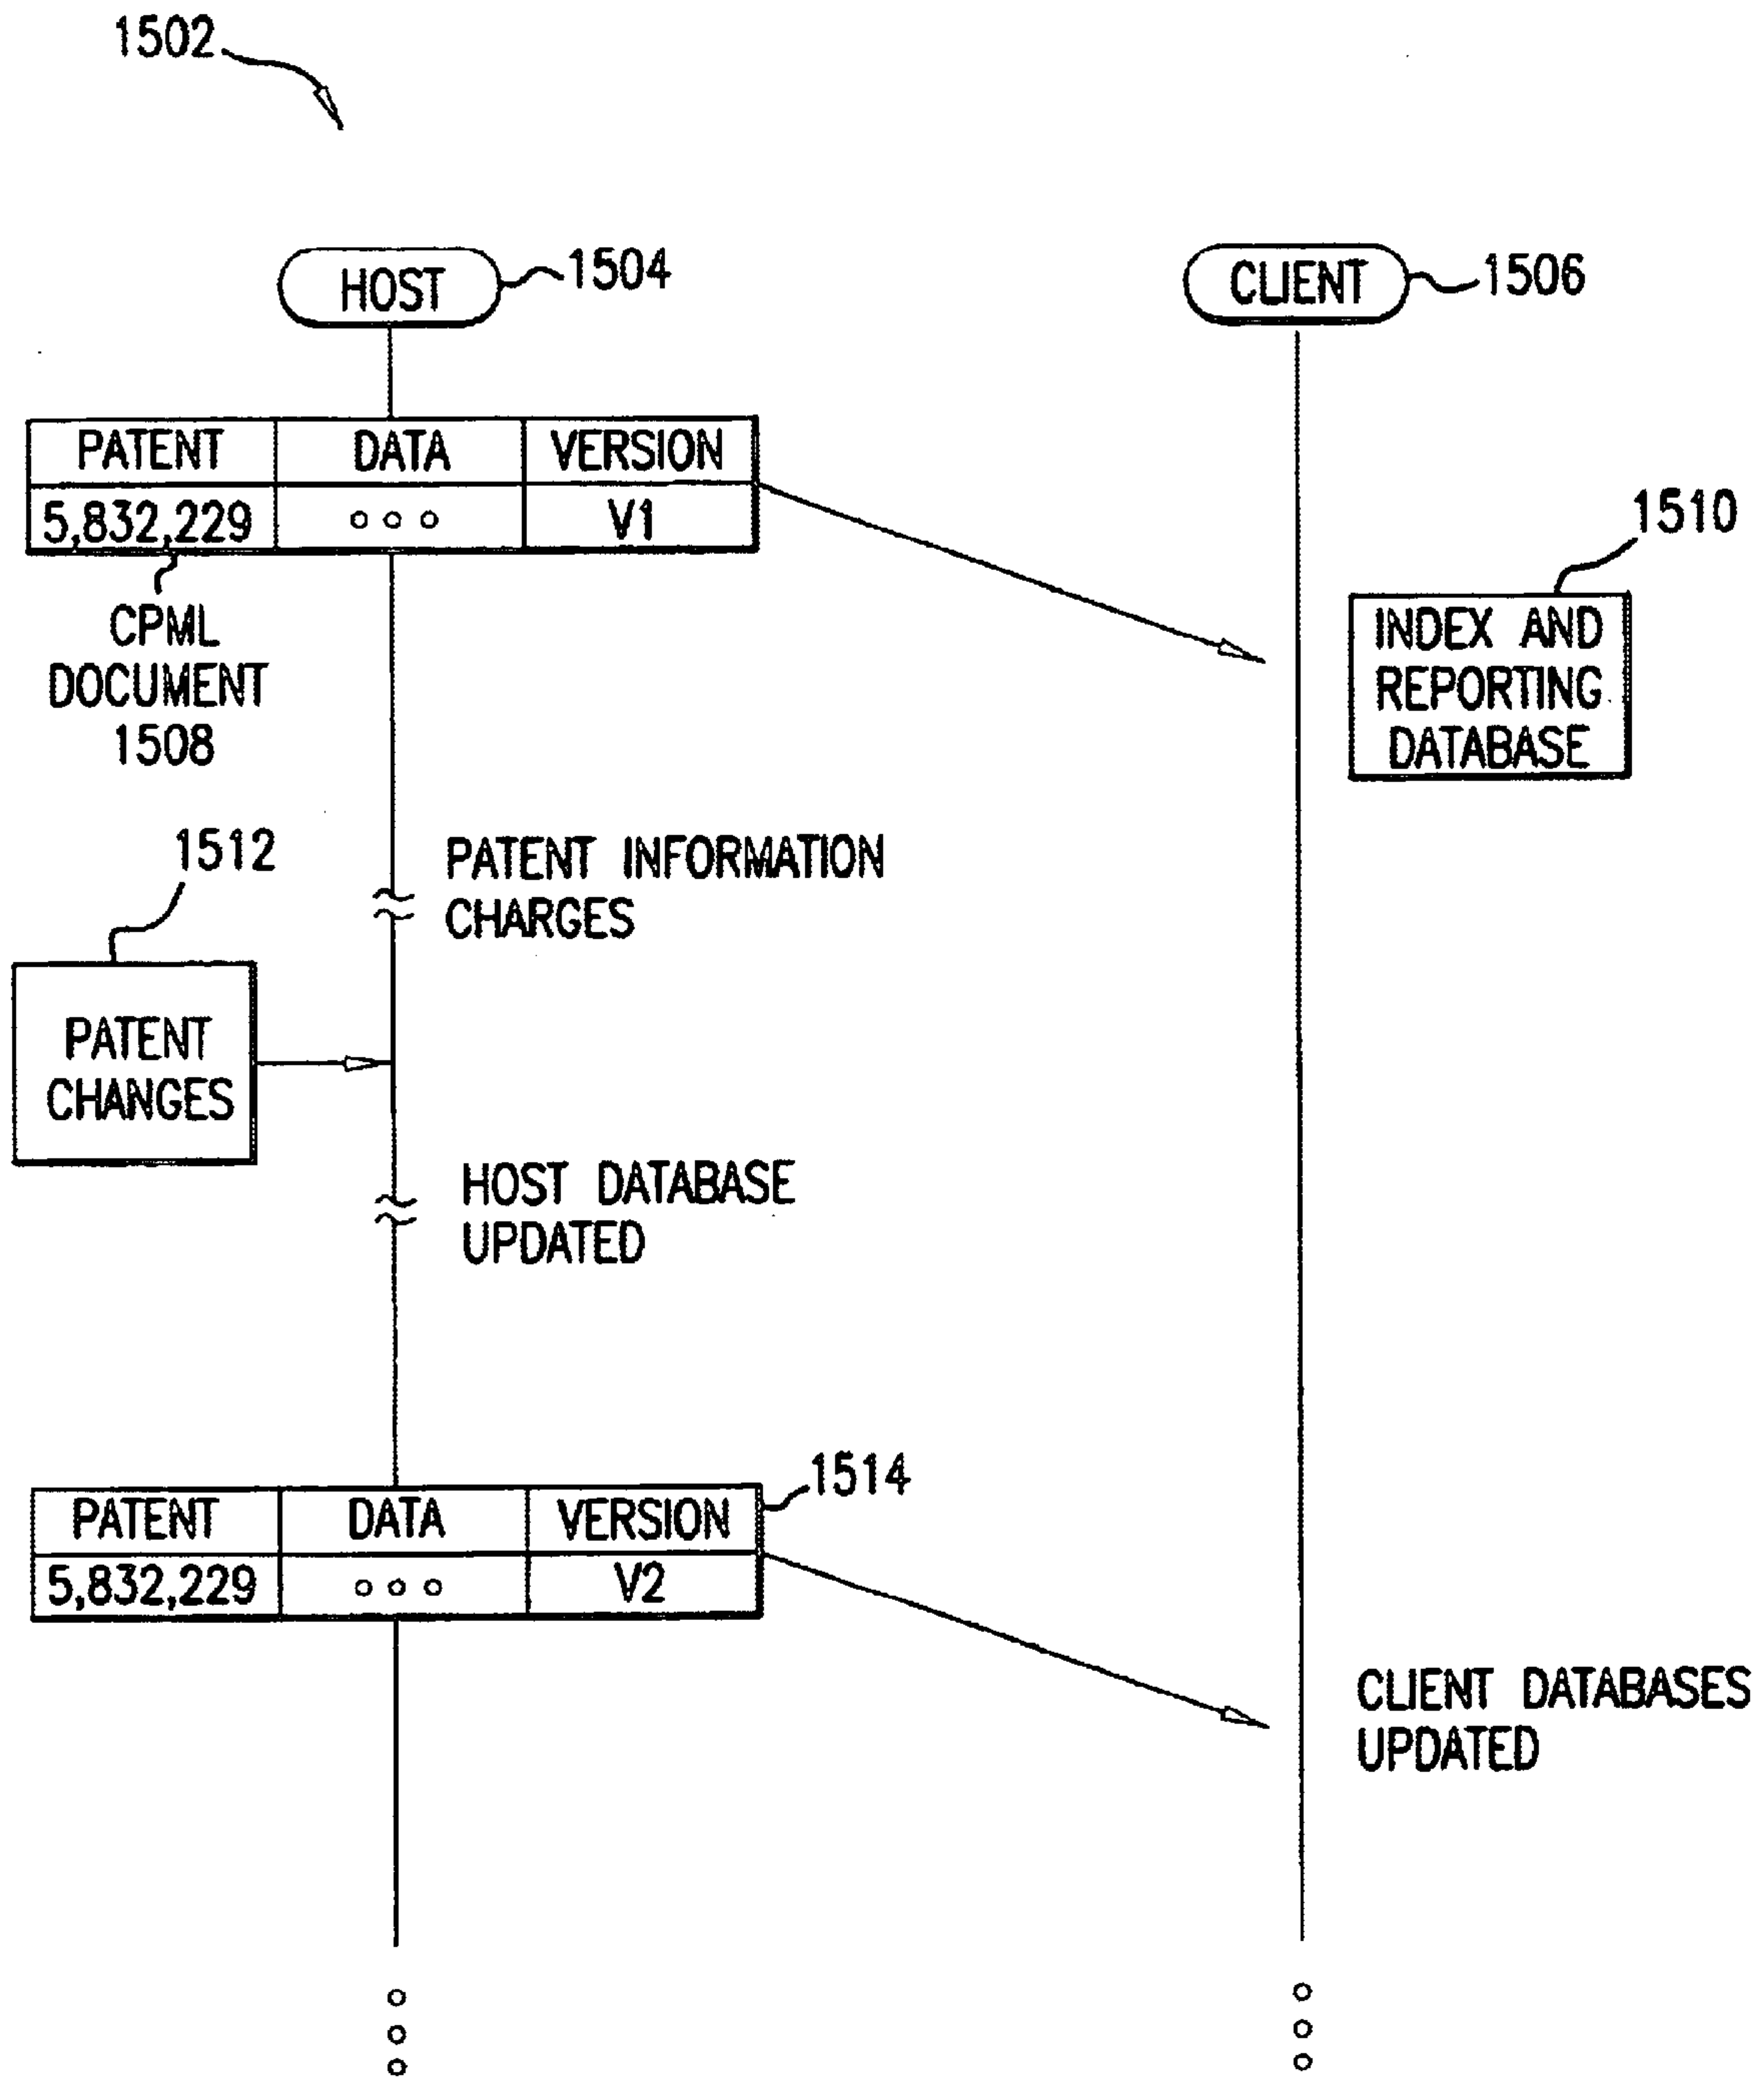 1502
HOST
1504
CLIENT
1506
PATENT DATA VERSION
5,832,229 V1
CPML
DOCUMENT
1508
1510
INDEX AND
REPORTING
DATABASE
PATENT INFORMATION
CHARGES
1512
PATENT
CHANGES
HOST DATABASE
UPDATED
1514
PATENT DATA VERSION
5,832,229 V2
CLIENT DATABASES
UPDATED